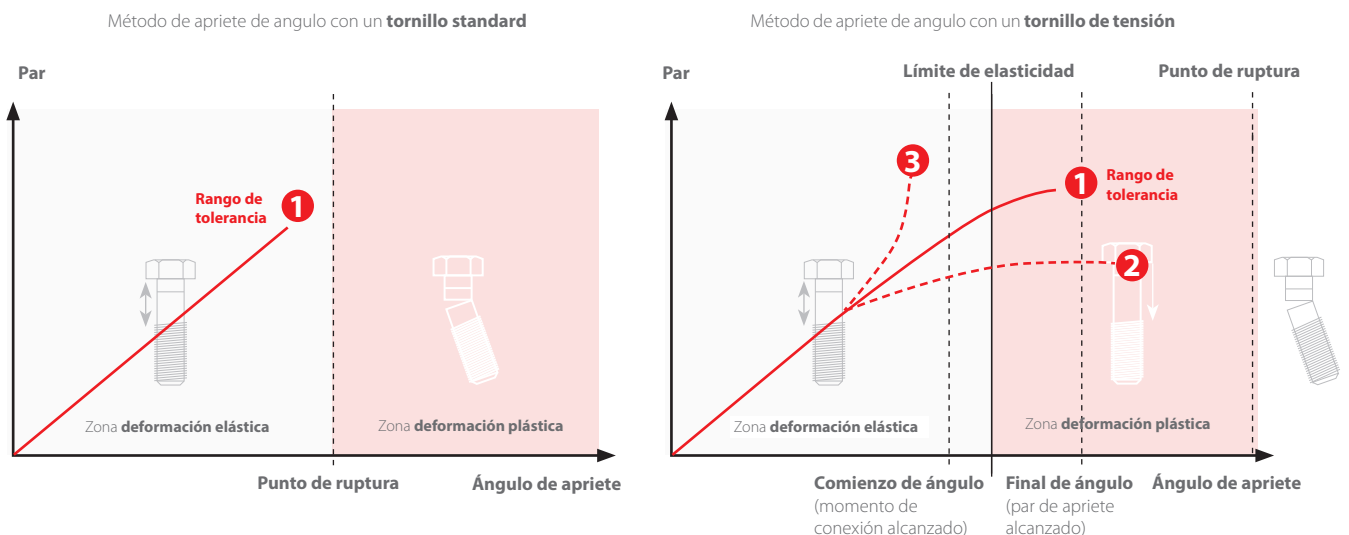 Método de apriete de angulo con un tornillo standard
Par
Rango de
tolerancia
1
Zona deformación elástica
Zona deformación plástica
Punto de ruptura
Ángulo de apriete
Método de apriete de angulo con un tornillo de tensión
Par
Límite de elasticidad
Punto de ruptura
3
1
Rango de
tolerancia
2
Zona deformación elástica
Zona deformación plástica
Comienzo de ángulo
(momento de
conexión alcanzado)
Final de ángulo
(par de apriete
alcanzado)
Ángulo de apriete